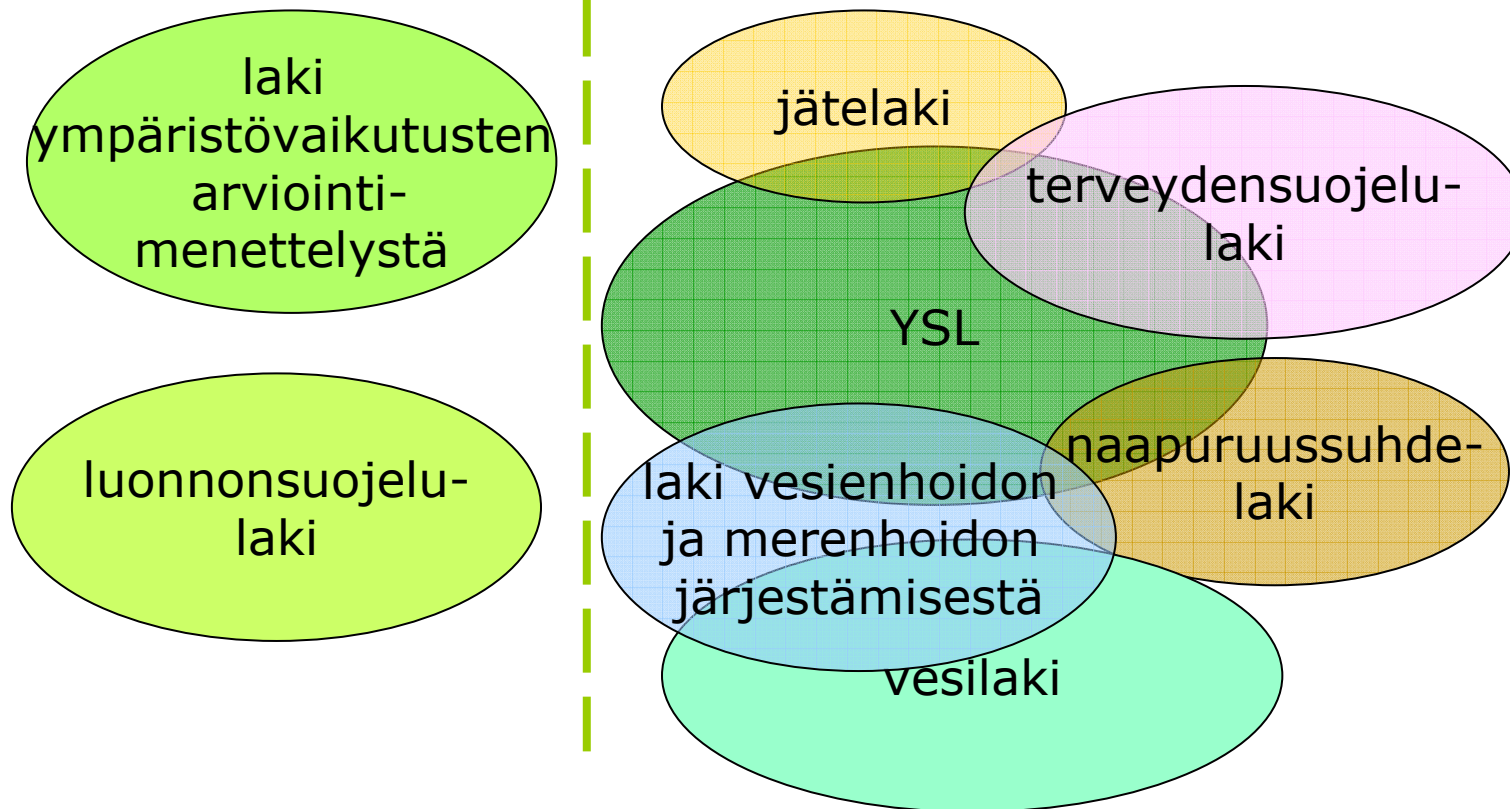 laki
ympäristövaikutusten
arviointi-
menettelystä
luonnonsuojelu-
laki
jätelaki
terveydensuojelu-
laki
YSL
naapuruussuhde-
laki
laki vesienhoidon
ja merenhoidon
järjestämisestä
vesilaki